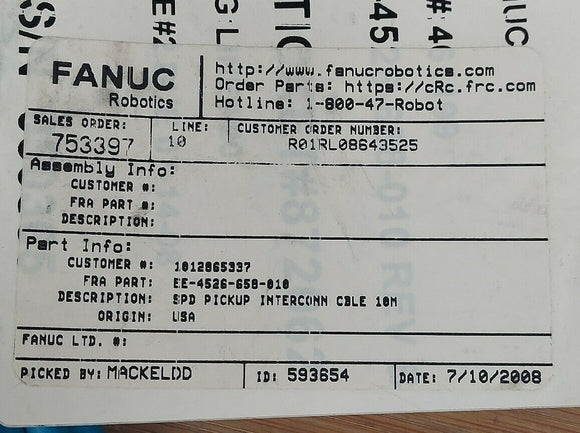 FANUC
Robotics
http://www.fanucrobotics.com
Order Parts: https://cRc.frc.com
Hotline: 1-800-47-Robot
SALES ORDER: LINE: CUSTOMER ORDER NUMBER:
753397 10 R01RL08643525
Assembly Info:
CUSTOMER #:
FRA PART #:
DESCRIPTION:
Part Info:
CUSTOMER #: 1012865337
FRA PART: EE-4526-658-010
DESCRIPTION: SPD PICKUP INTERCONN CBLE 10M
ORIGIN: USA
FANUC LTD. #:
PICKED BY: MACKELDD ID: 593654 DATE: 7/10/2008